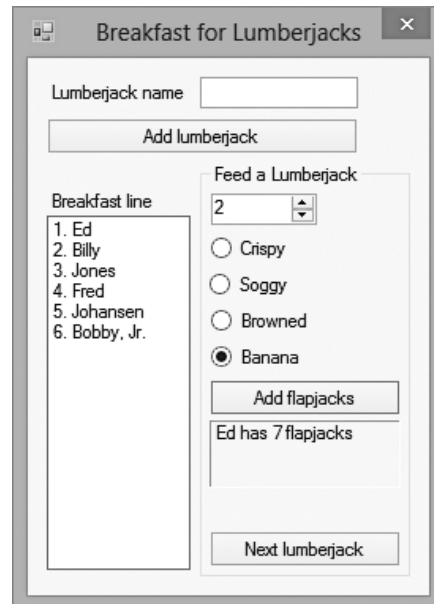 Breakfast for Lumberjacks
Lumberjack name
Add lumberjack
Breakfast line
1. Ed
2. Billy
3. Jones
4. Fred
5. Johansen
6. Bobby, Jr.
Feed a Lumberjack
2
Crispy
Soggy
Browned
Banana
Add flapjacks
Ed has 7 flapjacks
Next lumberjack